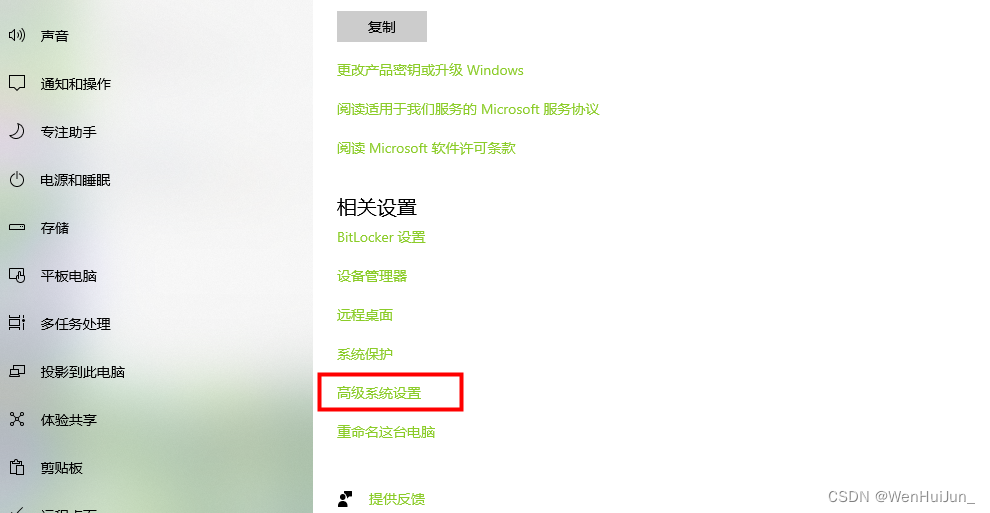 声音
通知和操作
专注助手
电源和睡眠
存储
平板电脑
多任务处理
投影到此电脑
体验共享
剪贴板
远程桌面
复制
更改产品密钥或升级 Windows
阅读适用于我们服务的 Microsoft 服务协议
阅读 Microsoft 软件许可条款
相关设置
BitLocker 设置
设备管理器
远程桌面
系统保护
高级系统设置
重命名这台电脑
提供反馈
CSDN @WenHuiJun_